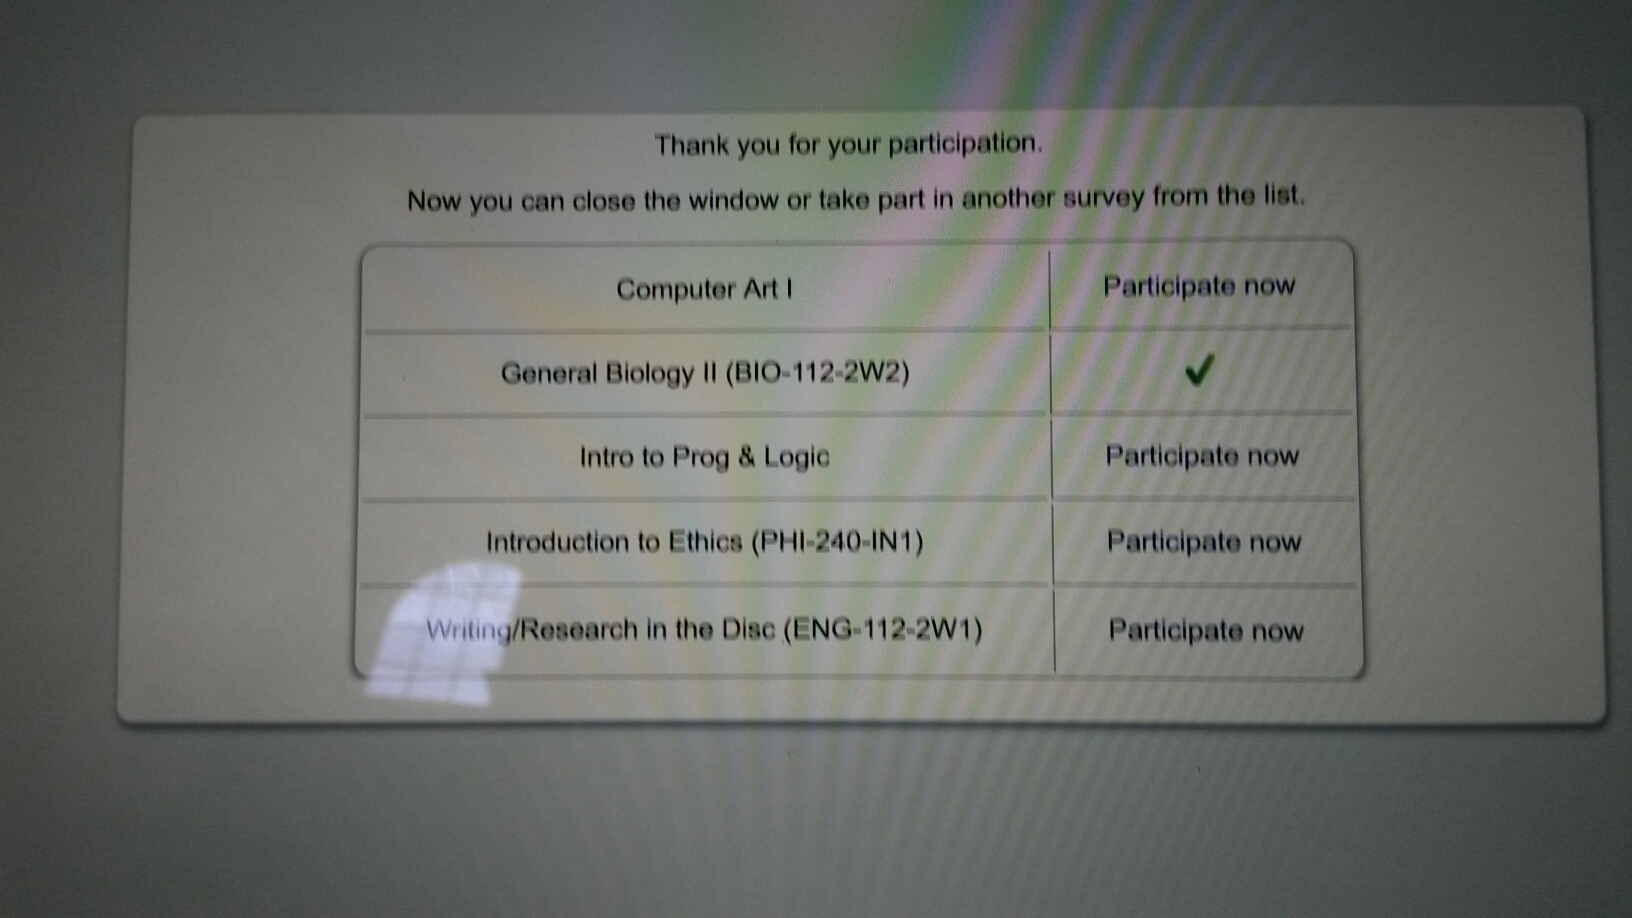 Thank you for your participation.
Now you can close the window or take part in another survey from the list.
Computer Art I Participate now
General Biology II (BIO-112-2W2) ✔
Intro to Prog & Logic Participate now
Introduction to Ethics (PHI-240-IN1) Participate now
Writing/Research in the Disc (ENG-112-2W1) Participate now